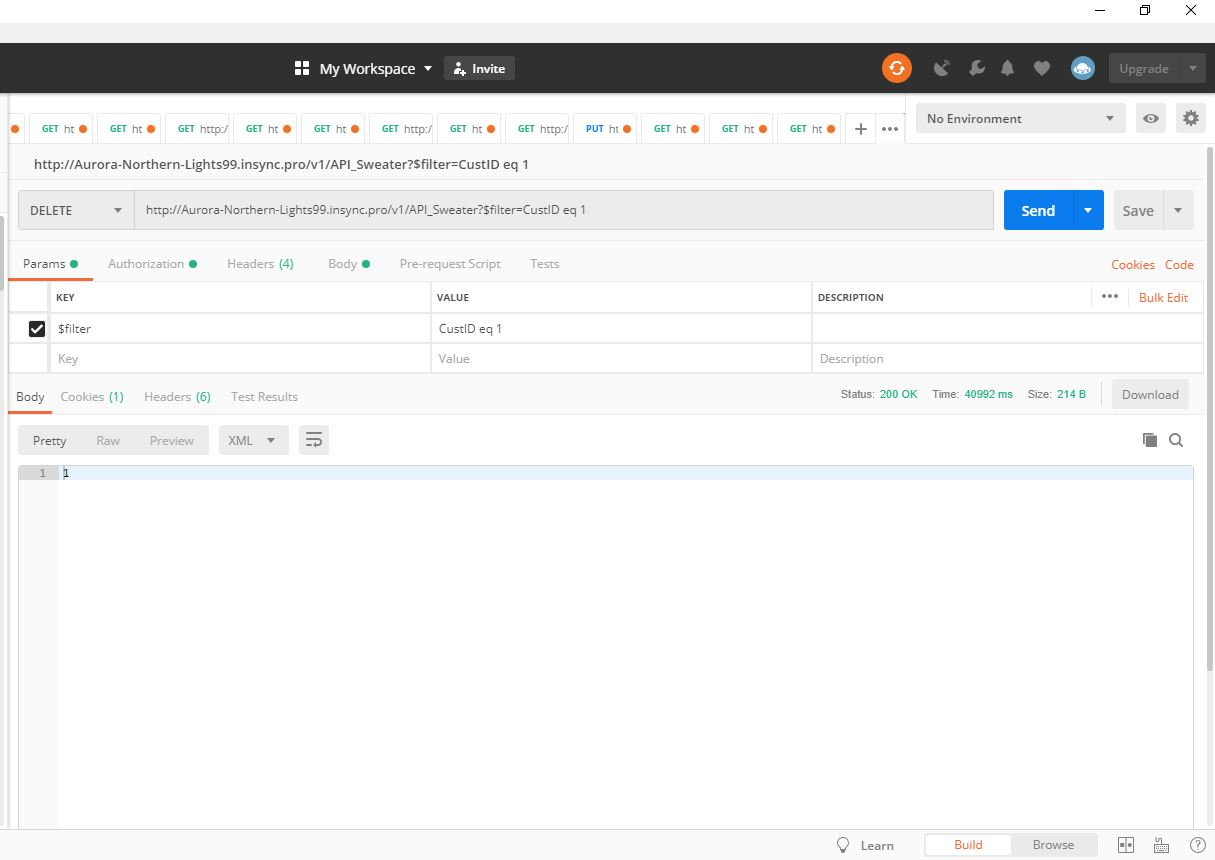 My Workspace Invite Upgrade
GET ht GET ht GET http:/ GET ht GET ht GET http:/ GET ht GET http:/ PUT ht GET ht GET ht GET ht + ••• No Environment
http://Aurora-Northern-Lights99.insync.pro/v1/API_Sweater?$filter=CustID eq 1
DELETE http://Aurora-Northern-Lights99.insync.pro/v1/API_Sweater?$filter=CustID eq 1 Send Save
Params Authorization Headers (4) Body Pre-request Script Tests Cookies Code
KEY VALUE DESCRIPTION ••• Bulk Edit
$filter CustID eq 1
Key Value Description
Body Cookies (1) Headers (6) Test Results Status: 200 OK Time: 40992 ms Size: 214 B Download
Pretty Raw Preview XML
1 1
Learn Build Browse ?